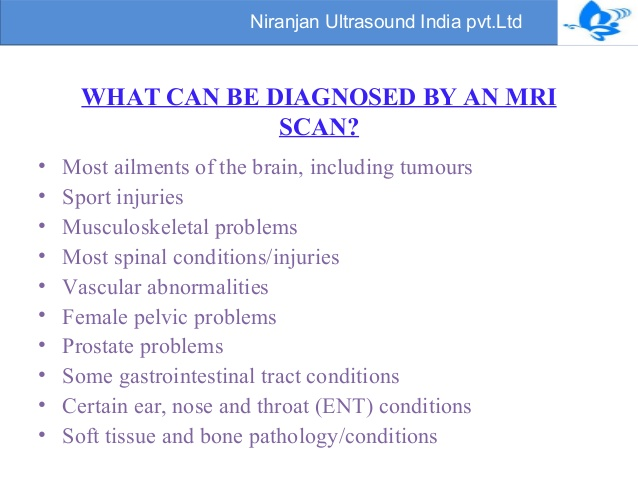 Niranjan Ultrasound India pvt.Ltd
WHAT CAN BE DIAGNOSED BY AN MRI
SCAN?
• Most ailments of the brain, including tumours
• Sport injuries
• Musculoskeletal problems
• Most spinal conditions/injuries
• Vascular abnormalities
• Female pelvic problems
• Prostate problems
• Some gastrointestinal tract conditions
• Certain ear, nose and throat (ENT) conditions
• Soft tissue and bone pathology/conditions